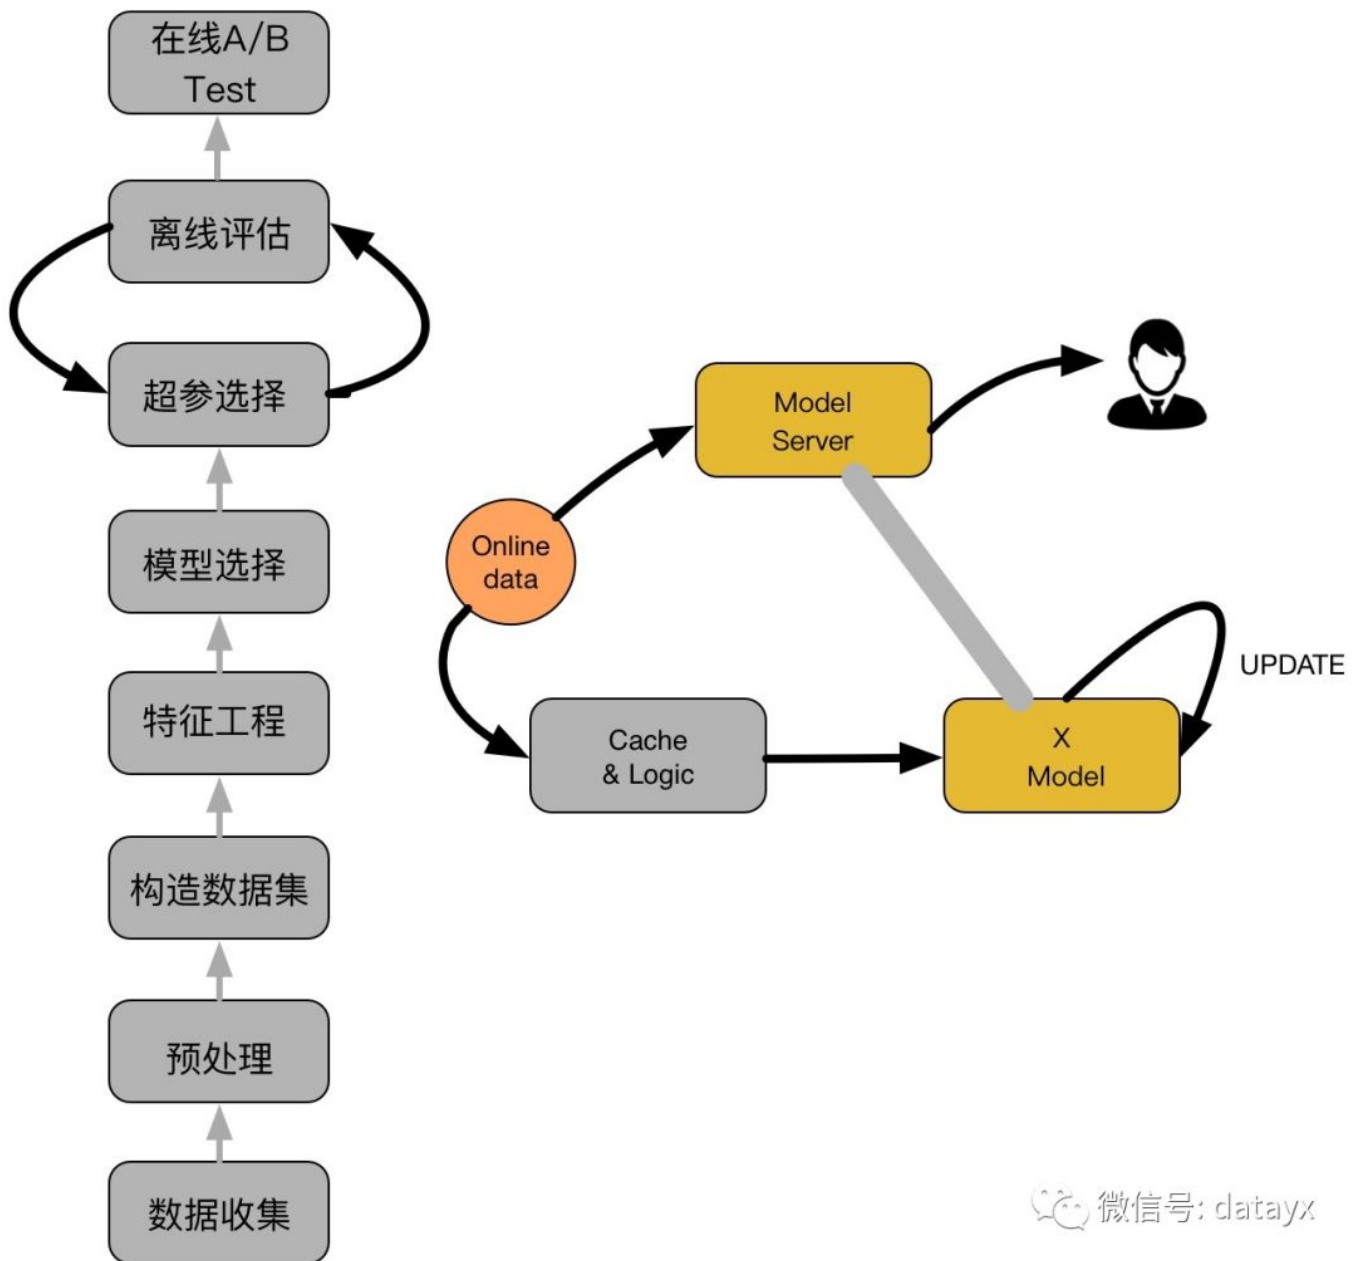 在线A/B
Test
离线评估
超参选择
模型选择
特征工程
构造数据集
预处理
数据收集
Model
Server
Online
data
Cache
& Logic
X
Model
UPDATE
微信号: datayx